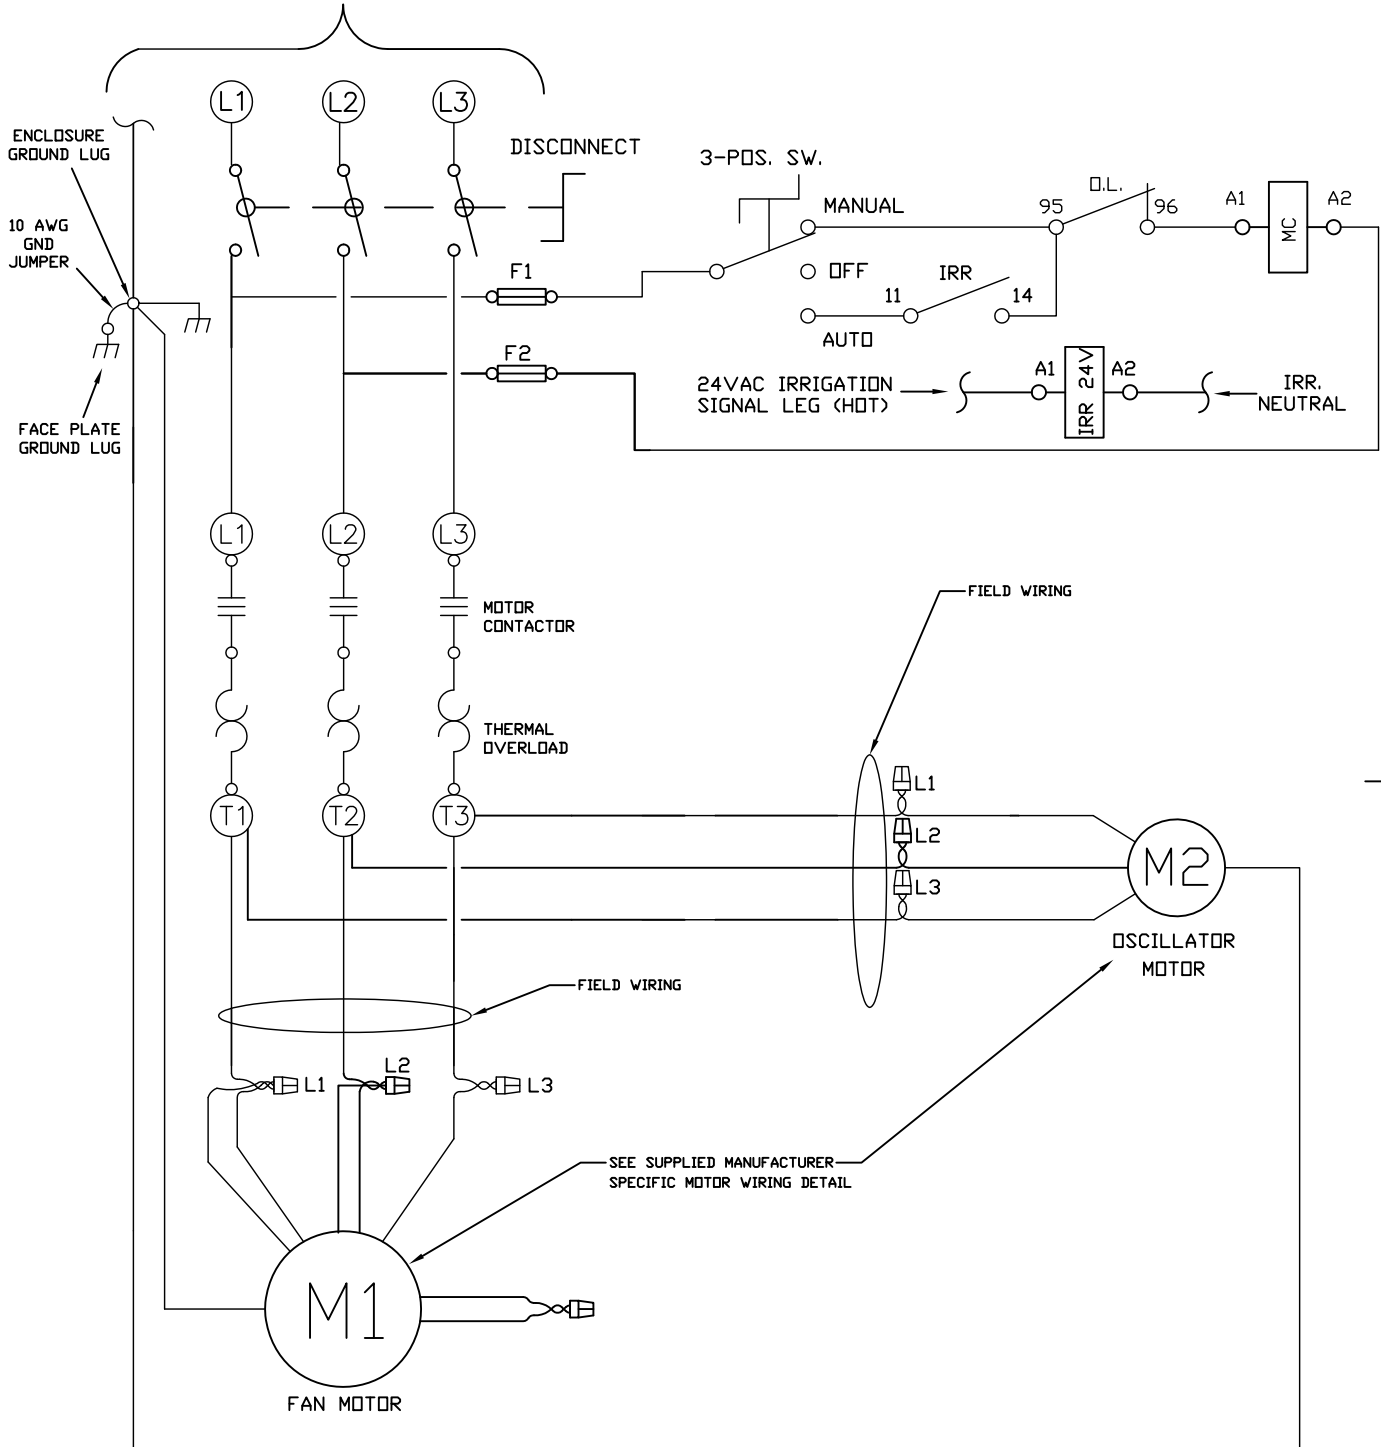 L1
L2
L3
DISCONNECT
ENCLOSURE
GROUND LUG
10 AWG
GND
JUMPER
FACE PLATE
GROUND LUG
3-POS. SW.
MANUAL
OFF
AUTO
IRR
11
14
O.L.
95
96
A1
MC
A2
F1
F2
24VAC IRRIGATION
SIGNAL LEG (HOT)
A1
IRR 24V
A2
IRR.
NEUTRAL
L1
L2
L3
MOTOR
CONTACTOR
THERMAL
OVERLOAD
T1
T2
T3
FIELD WIRING
L1
L2
L3
M2
OSCILLATOR
MOTOR
FIELD WIRING
L1
L2
L3
SEE SUPPLIED MANUFACTURER
SPECIFIC MOTOR WIRING DETAIL
M1
FAN MOTOR